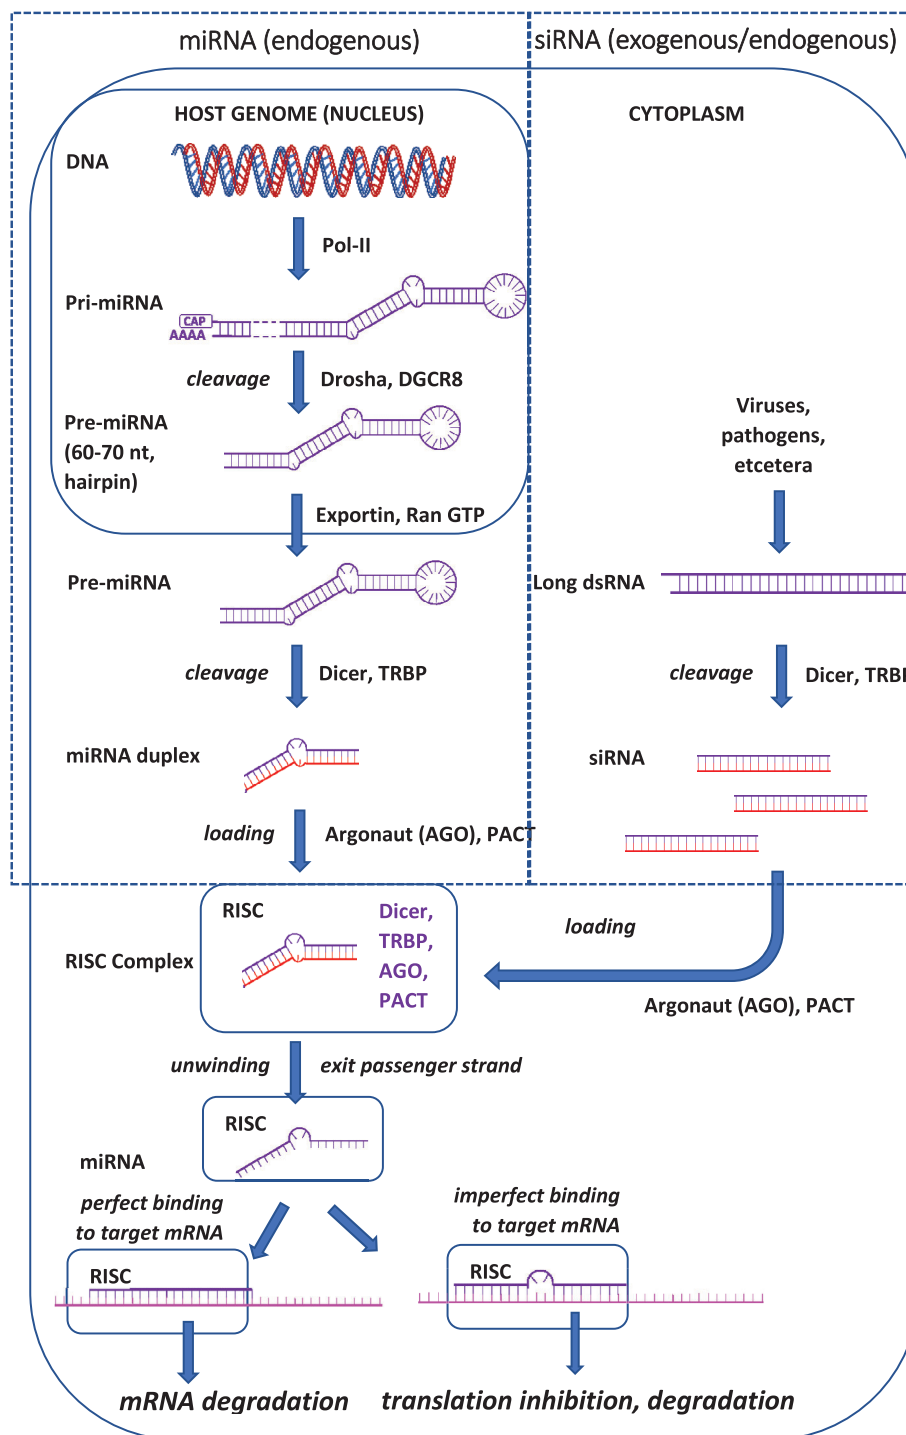 miRNA (endogenous)
siRNA (exogenous/endogenous)
HOST GENOME (NUCLEUS)
CYTOPLASM
DNA
Pol-II
Pri-miRNA
CAP
AAAA
cleavage
Drosha, DGCR8
Pre-miRNA
(60-70 nt,
hairpin)
Viruses,
pathogens,
etcetera
Exportin, Ran GTP
Pre-miRNA
Long dsRNA
cleavage
Dicer, TRBP
cleavage
Dicer, TRB
miRNA duplex
siRNA
loading
Argonaut (AGO), PACT
RISC
Dicer,
TRBP,
AGO,
PACT
RISC Complex
loading
Argonaut (AGO), PACT
unwinding
exit passenger strand
RISC
miRNA
perfect binding
to target mRNA
imperfect binding
to target mRNA
RISC
RISC
mRNA degradation
translation inhibition, degradation